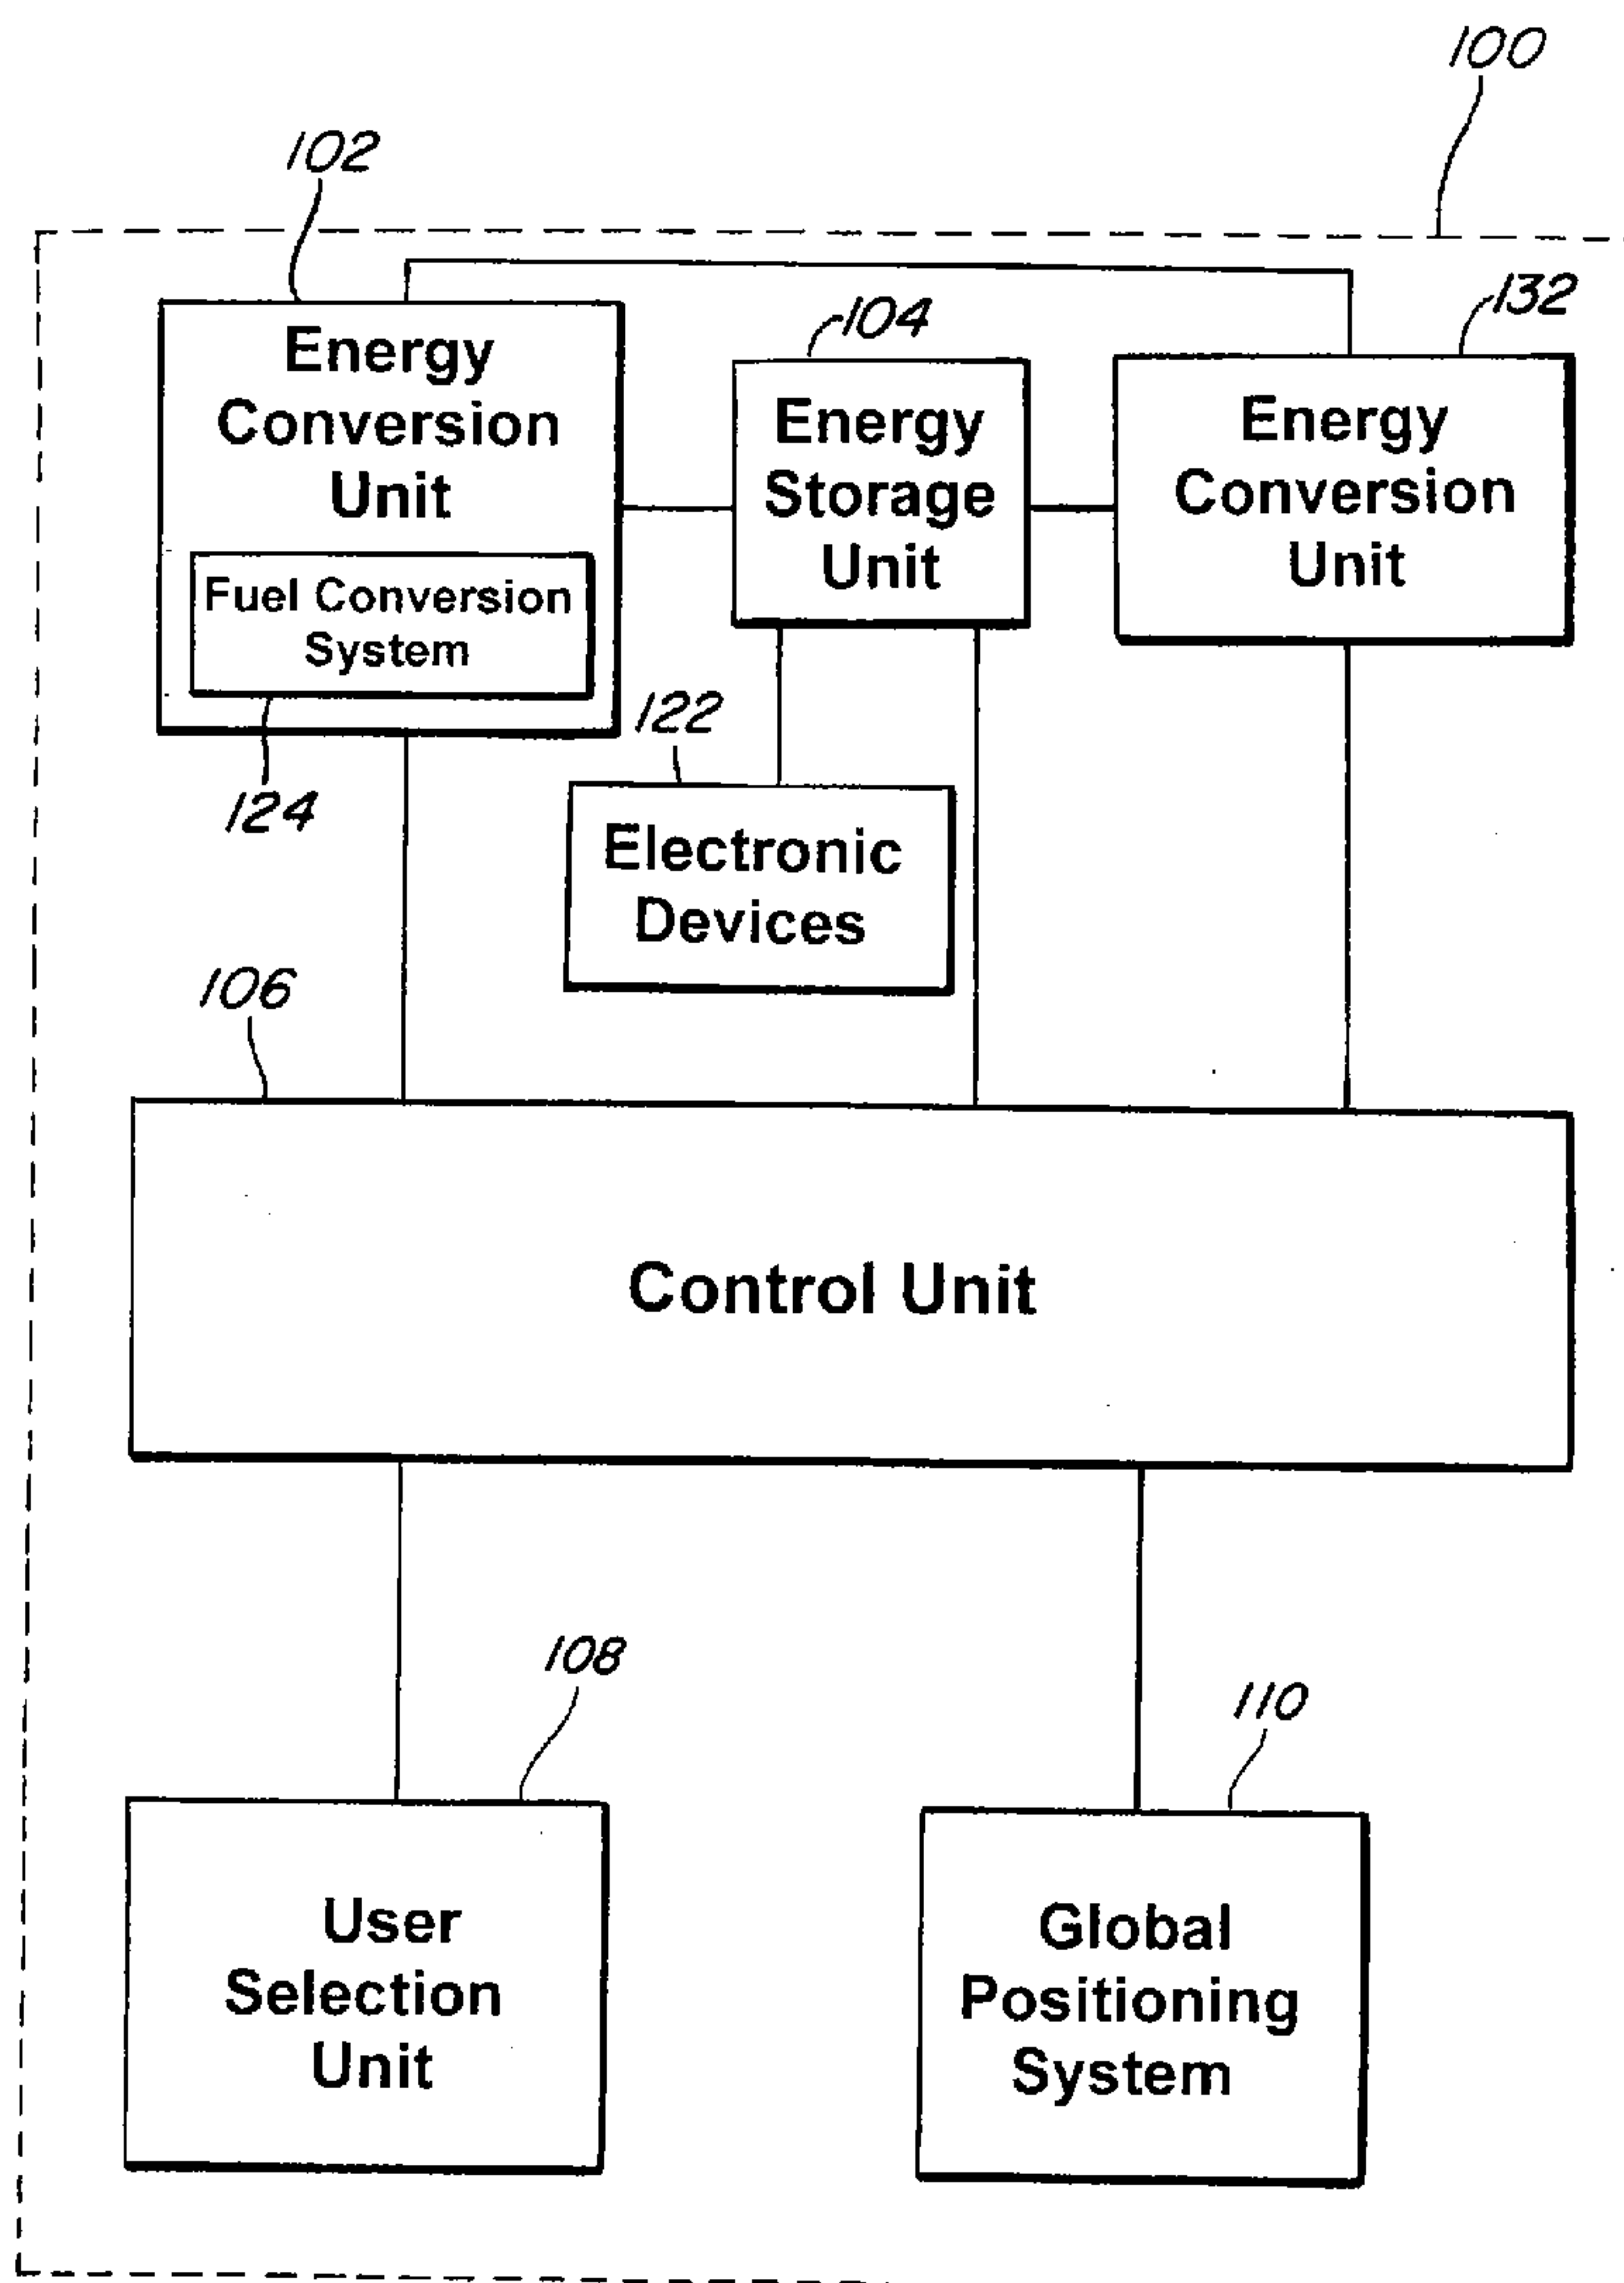 100
102
132
104
Energy
Conversion
Unit
Energy
Storage
Unit
Energy
Conversion
Unit
Fuel Conversion
System
122
124
Electronic
Devices
106
Control Unit
108
110
User
Selection
Unit
Global
Positioning
System